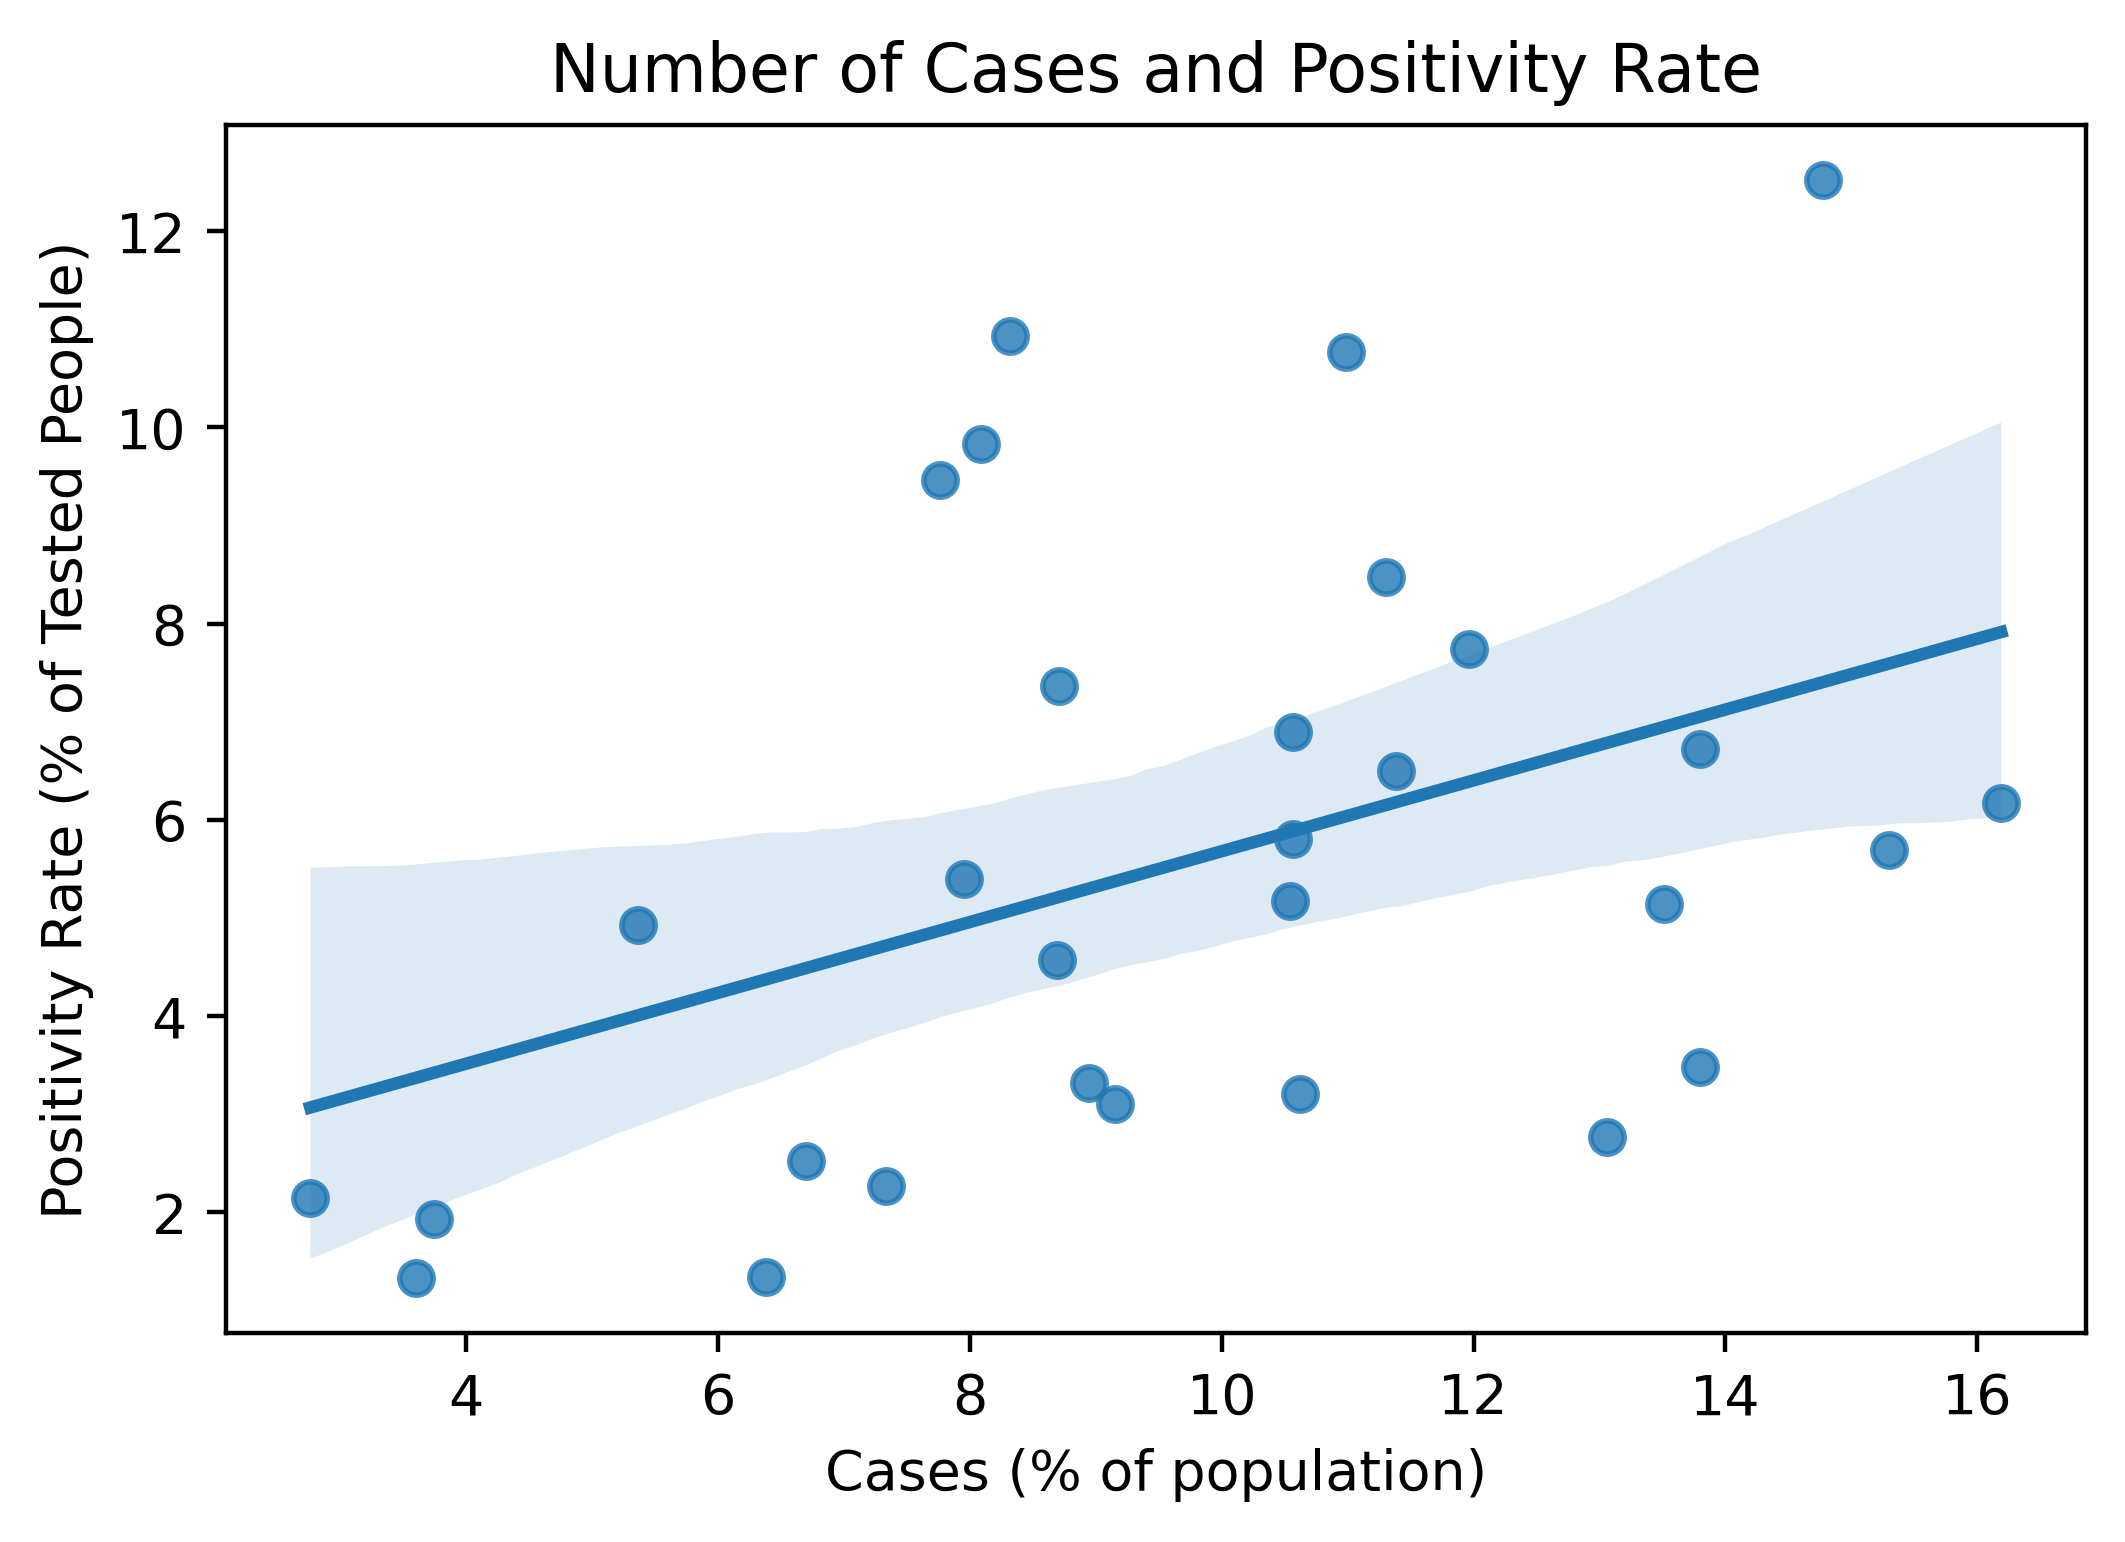 Number of Cases and Positivity Rate
Positivity Rate (% of Tested People)
12
10
8
6
4
2
4 6 8 10 12 14 16
Cases (% of population)